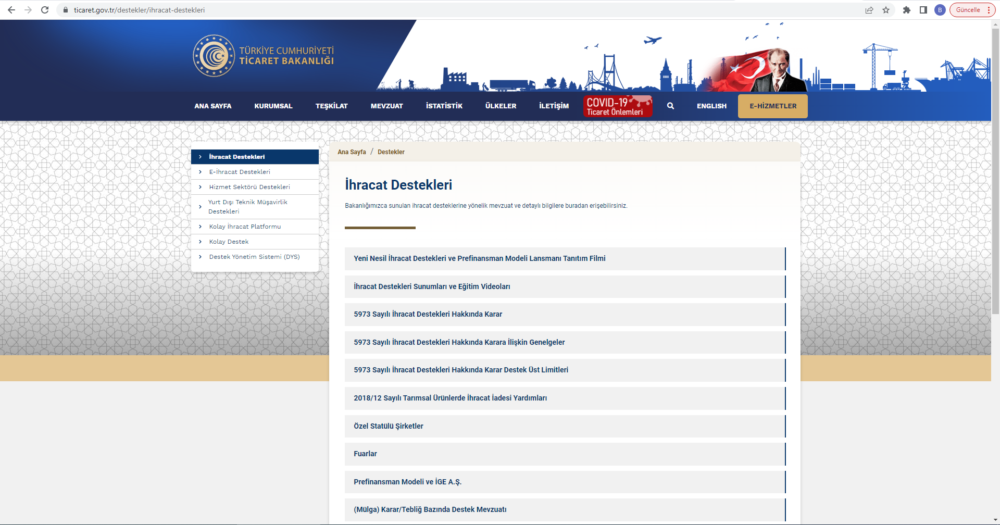 ticaret.gov.tr/destekler/ihracat-destekleri
B
Güncelle
TÜRKİYE CUMHURİYETİ
TİCARET BAKANLIĞI
ANA SAYFA
KURUMSAL
TEŞKİLAT
MEVZUAT
İSTATİSTİK
ÜLKELER
İLETİŞİM
COVID-19
Ticaret Önlemleri
ENGLISH
E-HİZMETLER
İhracat Destekleri
E-İhracat Destekleri
Hizmet Sektörü Destekleri
Yurt Dışı Teknik Müşavirlik
Destekleri
Kolay İhracat Platformu
Kolay Destek
Destek Yönetim Sistemi (DYS)
Ana Sayfa / Destekler
İhracat Destekleri
Bakanlığımızca sunulan ihracat desteklerine yönelik mevzuat ve detaylı bilgilere buradan erişebilirsiniz.
Yeni Nesil İhracat Destekleri ve Prefinansman Modeli Lansmanı Tanıtım Filmi
İhracat Destekleri Sunumları ve Eğitim Videoları
5973 Sayılı İhracat Destekleri Hakkında Karar
5973 Sayılı İhracat Destekleri Hakkında Karara İlişkin Genelgeler
5973 Sayılı İhracat Destekleri Hakkında Karar Destek Üst Limitleri
2018/12 Sayılı Tarımsal Ürünlerde İhracat İadesi Yardımları
Özel Statülü Şirketler
Fuarlar
Prefinansman Modeli ve İGE A.Ş.
(Mülga) Karar/Tebliğ Bazında Destek Mevzuatı